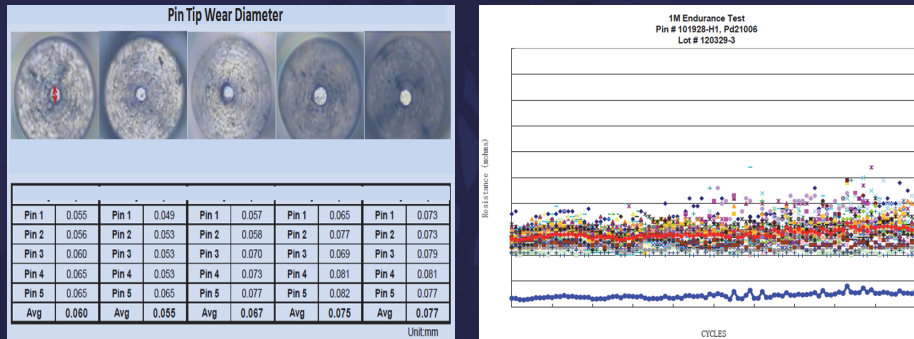 Pin Tip Wear Diameter
Pin 1 0.055 Pin 1 0.049 Pin 1 0.057 Pin 1 0.065 Pin 1 0.073
Pin 2 0.056 Pin 2 0.053 Pin 2 0.058 Pin 2 0.077 Pin 2 0.073
Pin 3 0.060 Pin 3 0.053 Pin 3 0.070 Pin 3 0.069 Pin 3 0.079
Pin 4 0.065 Pin 4 0.053 Pin 4 0.073 Pin 4 0.081 Pin 4 0.081
Pin 5 0.065 Pin 5 0.065 Pin 5 0.077 Pin 5 0.082 Pin 5 0.077
Avg 0.060 Avg 0.055 Avg 0.067 Avg 0.075 Avg 0.077
Unit:mm
1M Endurance Test
Pin # 101928-H1, Pd21006
Lot # 120329-3
Resistance (mohms)
CYCLES